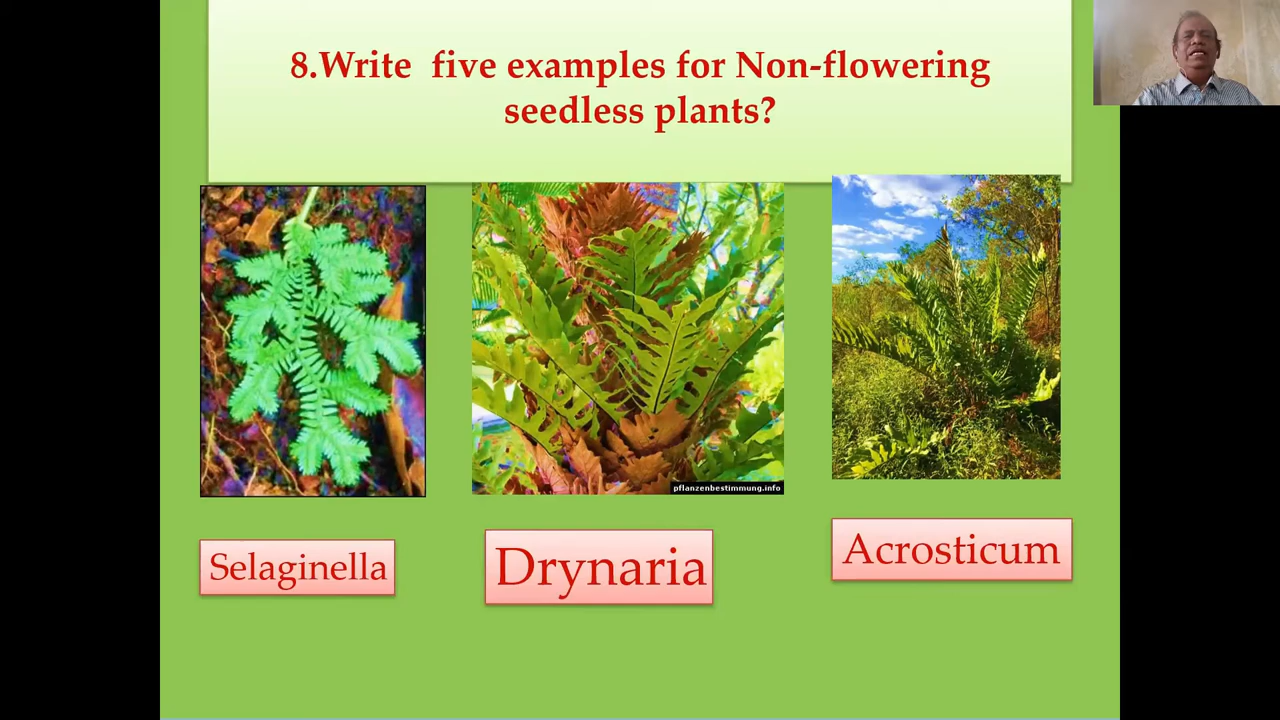 8.Write five examples for Non-flowering
seedless plants?
pflanzenbestimmung.info
Selaginella
Drynaria
Acrosticum